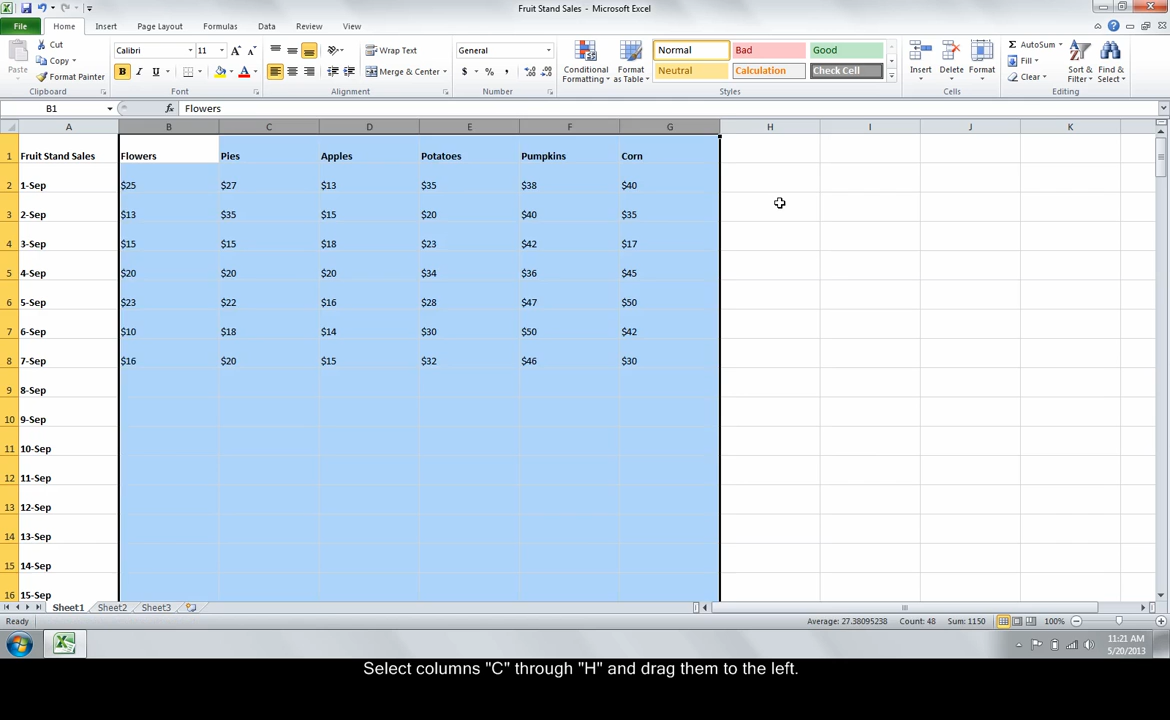 Fruit Stand Sales - Microsoft Excel
File Home Insert Page Layout Formulas Data Review View
Paste Cut Copy Format Painter Clipboard
Calibri 11 A A B I U A Font
Wrap Text Merge & Center Alignment
General $ % , .0 .00 .00 .0 Number
Conditional Formatting Format as Table Normal Bad Good
Neutral Calculation Check Cell Styles
Insert Delete Format Cells
Σ AutoSum Fill Clear Sort & Filter Find & Select Editing
B1 fx Flowers
A B C D E F G H I J K
1 Fruit Stand Sales Flowers Pies Apples Potatoes Pumpkins Corn
2 1-Sep $25 $27 $13 $35 $38 $40
3 2-Sep $13 $35 $15 $20 $40 $35
4 3-Sep $15 $15 $18 $23 $42 $17
5 4-Sep $20 $20 $20 $34 $36 $45
6 5-Sep $23 $22 $16 $28 $47 $50
7 6-Sep $10 $18 $14 $30 $50 $42
8 7-Sep $16 $20 $15 $32 $46 $30
9 8-Sep
10 9-Sep
11 10-Sep
12 11-Sep
13 12-Sep
14 13-Sep
15 14-Sep
16 15-Sep
Sheet1 Sheet2 Sheet3
Ready Average: 27.38095238 Count: 48 Sum: 1150 100%
11:21 AM
5/20/2013
Select columns "C" through "H" and drag them to the left.